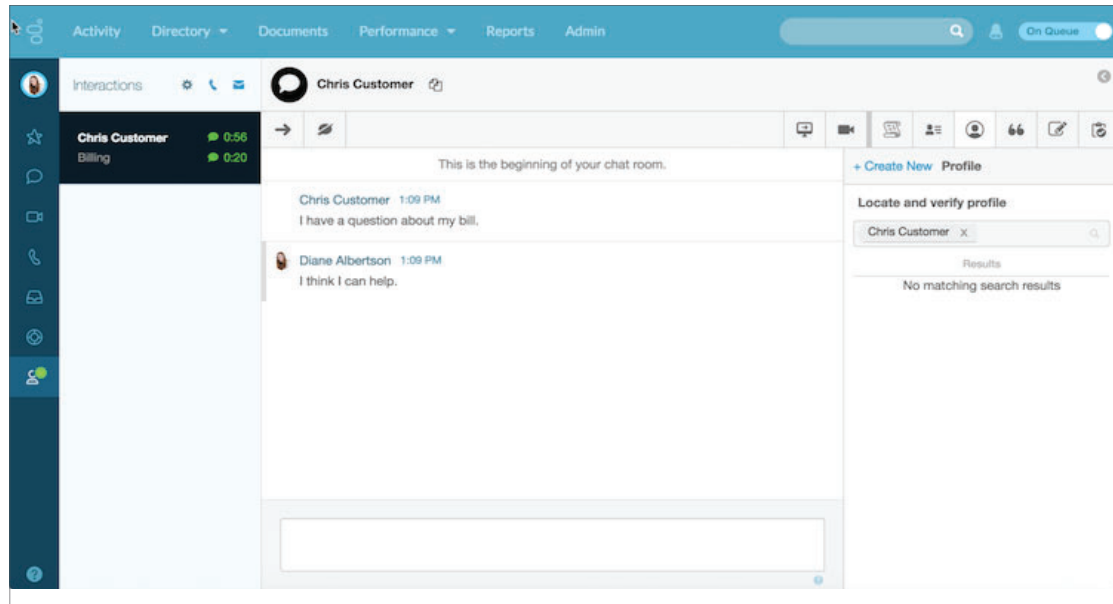 Activity Directory Documents Performance Reports Admin On Queue
Interactions
Chris Customer 0:56
Billing 0:20
Chris Customer
This is the beginning of your chat room.
Chris Customer 1:09 PM
I have a question about my bill.
Diane Albertson 1:09 PM
I think I can help.
+ Create New Profile
Locate and verify profile
Chris Customer x
Results
No matching search results